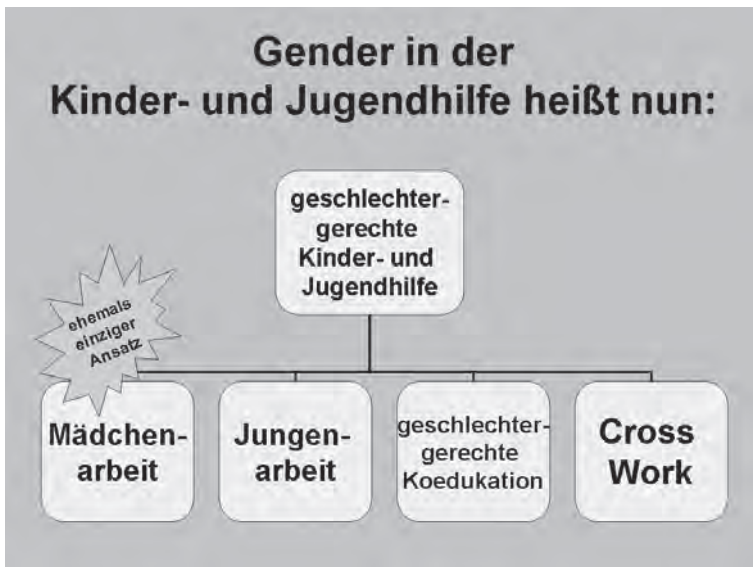 Gender in der
Kinder- und Jugendhilfe heißt nun:
geschlechter-
gerechte
Kinder- und
Jugendhilfe
ehemals
einziger
Ansatz
Mädchen-
arbeit
Jungen-
arbeit
geschlechter-
gerechte
Koedukation
Cross
Work